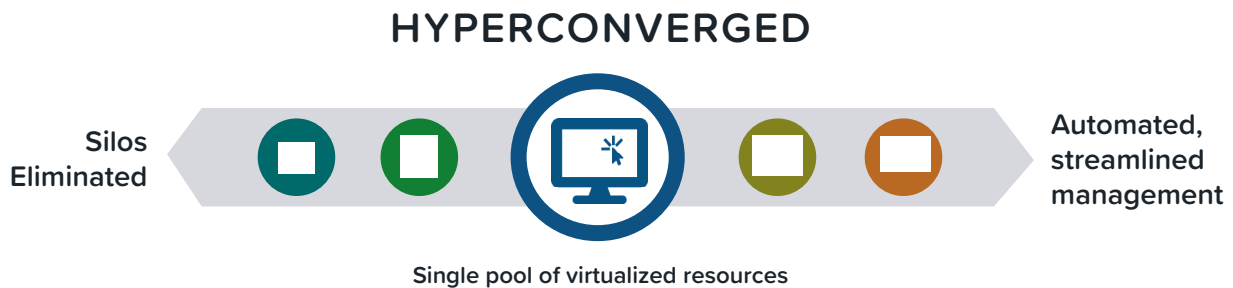 HYPERCONVERGED
Silos
Eliminated
Automated,
streamlined
management
Single pool of virtualized resources